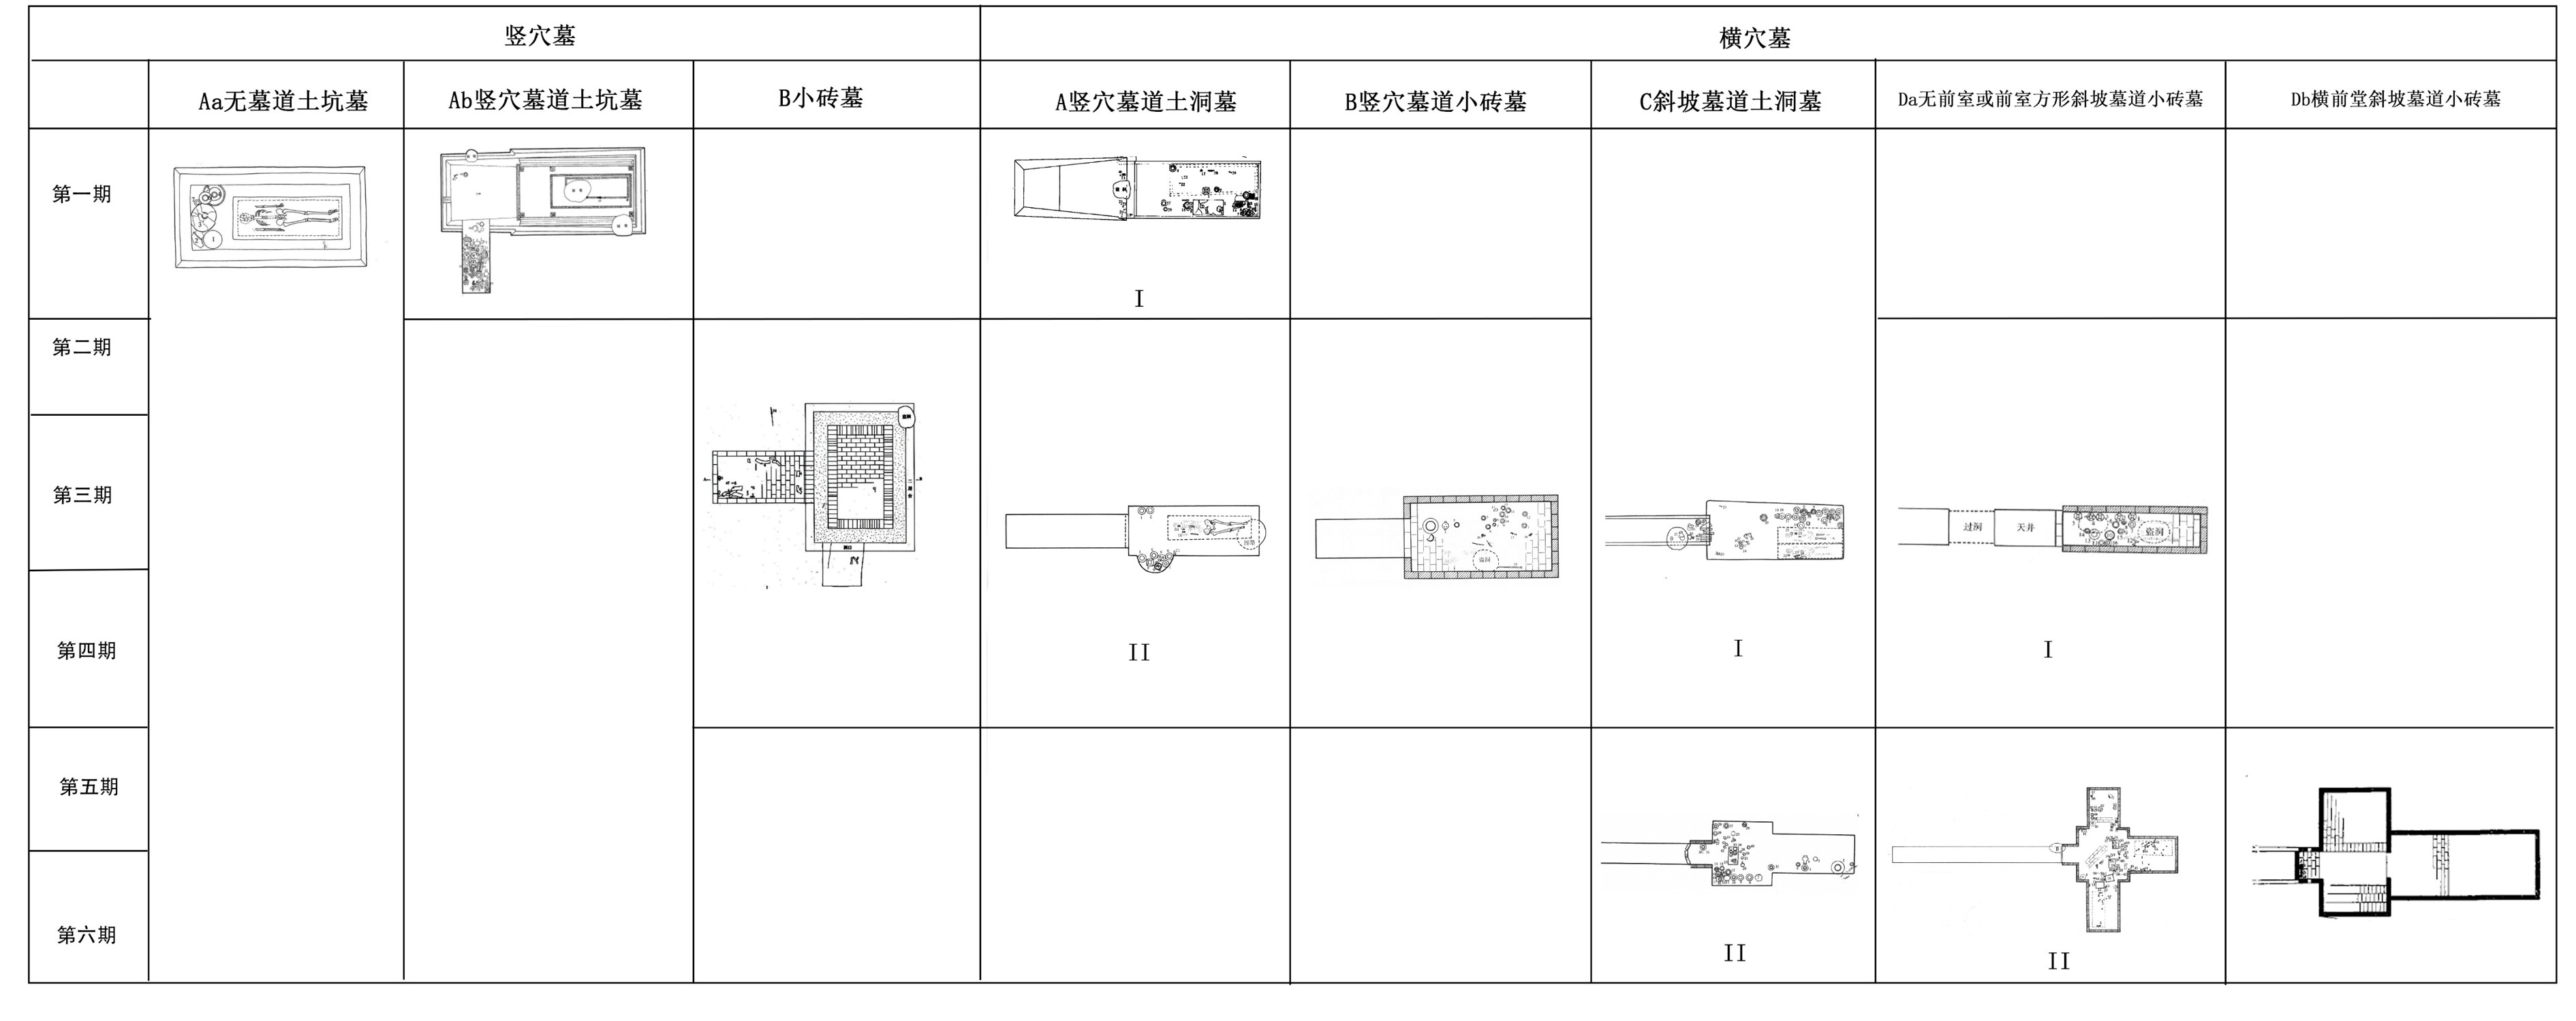 竖穴墓
横穴墓
Aa无墓道土坑墓
Ab竖穴墓道土坑墓
B小砖墓
A竖穴墓道土洞墓
B竖穴墓道小砖墓
C斜坡墓道土洞墓
Da无前室或前室方形斜坡墓道小砖墓
Db横前堂斜坡墓道小砖墓
第一期
I
第二期
第三期
过洞
天井
盗洞
盗洞
第四期
II
I
I
第五期
第六期
II
II